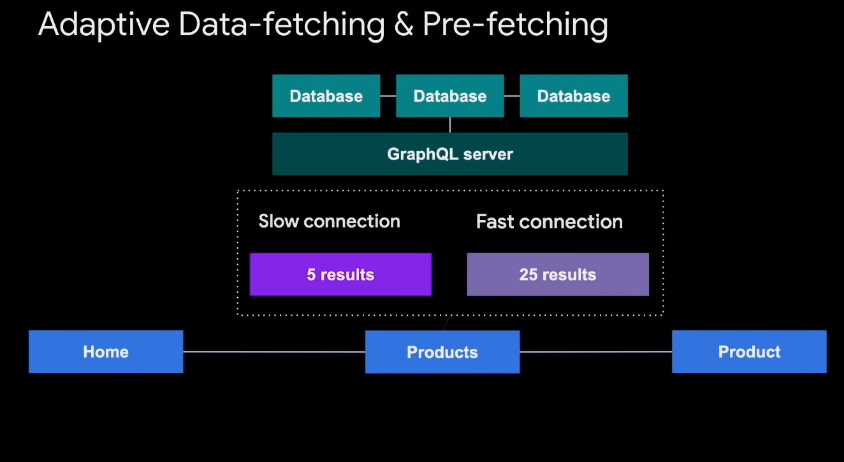 Adaptive Data-fetching & Pre-fetching
Database Database Database
GraphQL server
Slow connection Fast connection
5 results 25 results
Home Products Product